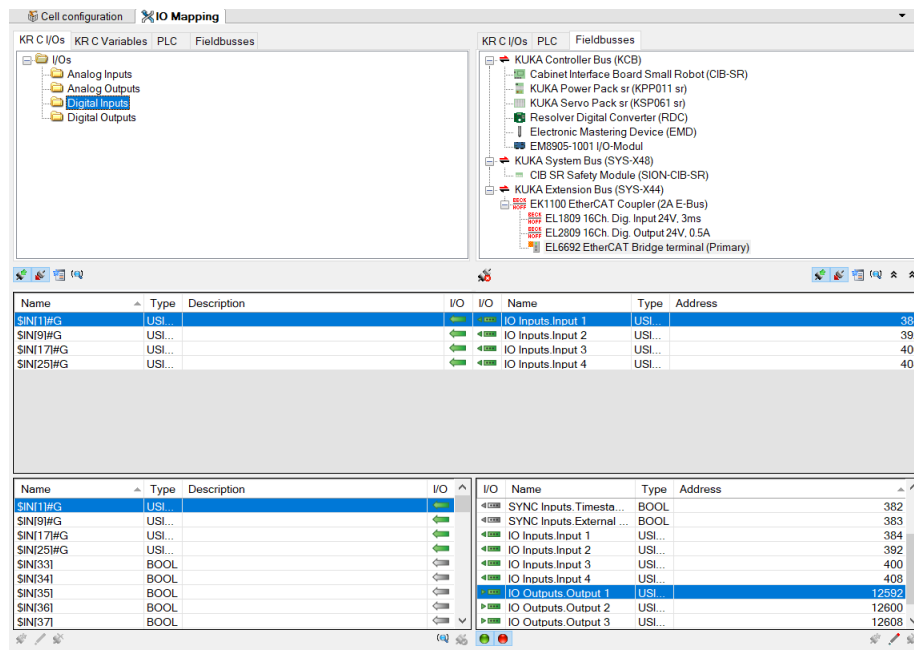 Cell configuration IO Mapping
KR C I/Os KR C Variables PLC Fieldbusses
I/Os
Analog Inputs
Analog Outputs
Digital Inputs
Digital Outputs
KR C I/Os PLC Fieldbusses
KUKA Controller Bus (KCB)
Cabinet Interface Board Small Robot (CIB-SR)
KUKA Power Pack sr (KPP011 sr)
KUKA Servo Pack sr (KSP061 sr)
Resolver Digital Converter (RDC)
Electronic Mastering Device (EMD)
EM8905-1001 I/O-Modul
KUKA System Bus (SYS-X48)
CIB SR Safety Module (SION-CIB-SR)
KUKA Extension Bus (SYS-X44)
BECK HOFF EK1100 EtherCAT Coupler (2A E-Bus)
BECK HOFF EL1809 16Ch. Dig. Input 24V, 3ms
BECK HOFF EL2809 16Ch. Dig. Output 24V, 0.5A
EL6692 EtherCAT Bridge terminal (Primary)
Name Type Description I/O I/O Name Type Address
$IN[1]#G USI... IO Inputs.Input 1 USI... 38
$IN[9]#G USI... IO Inputs.Input 2 USI... 39
$IN[17]#G USI... IO Inputs.Input 3 USI... 40
$IN[25]#G USI... IO Inputs.Input 4 USI... 40
Name Type Description I/O
$IN[1]#G USI...
$IN[9]#G USI...
$IN[17]#G USI...
$IN[25]#G USI...
$IN[33] BOOL
$IN[34] BOOL
$IN[35] BOOL
$IN[36] BOOL
$IN[37] BOOL
I/O Name Type Address
SYNC Inputs.Timesta... BOOL 382
SYNC Inputs.External ... BOOL 383
IO Inputs.Input 1 USI... 384
IO Inputs.Input 2 USI... 392
IO Inputs.Input 3 USI... 400
IO Inputs.Input 4 USI... 408
IO Outputs.Output 1 USI... 12592
IO Outputs.Output 2 USI... 12600
IO Outputs.Output 3 USI... 12608